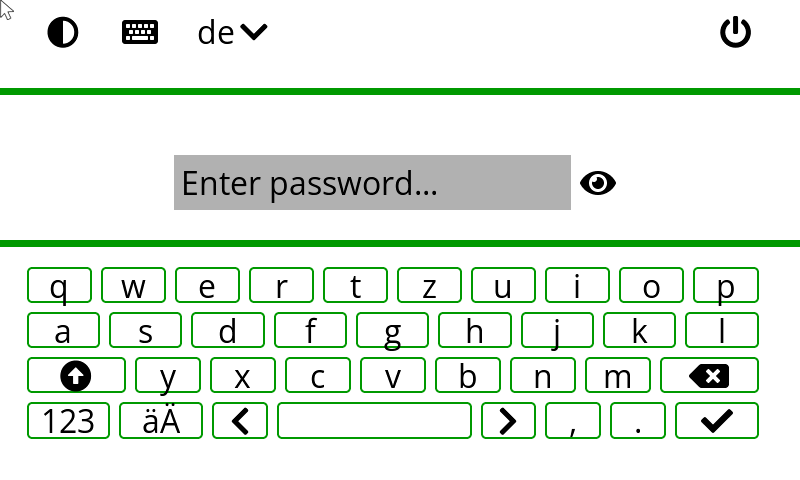 de
Enter password...
q w e r t z u i o p
a s d f g h j k l
y x c v b n m
123 äÄ , .